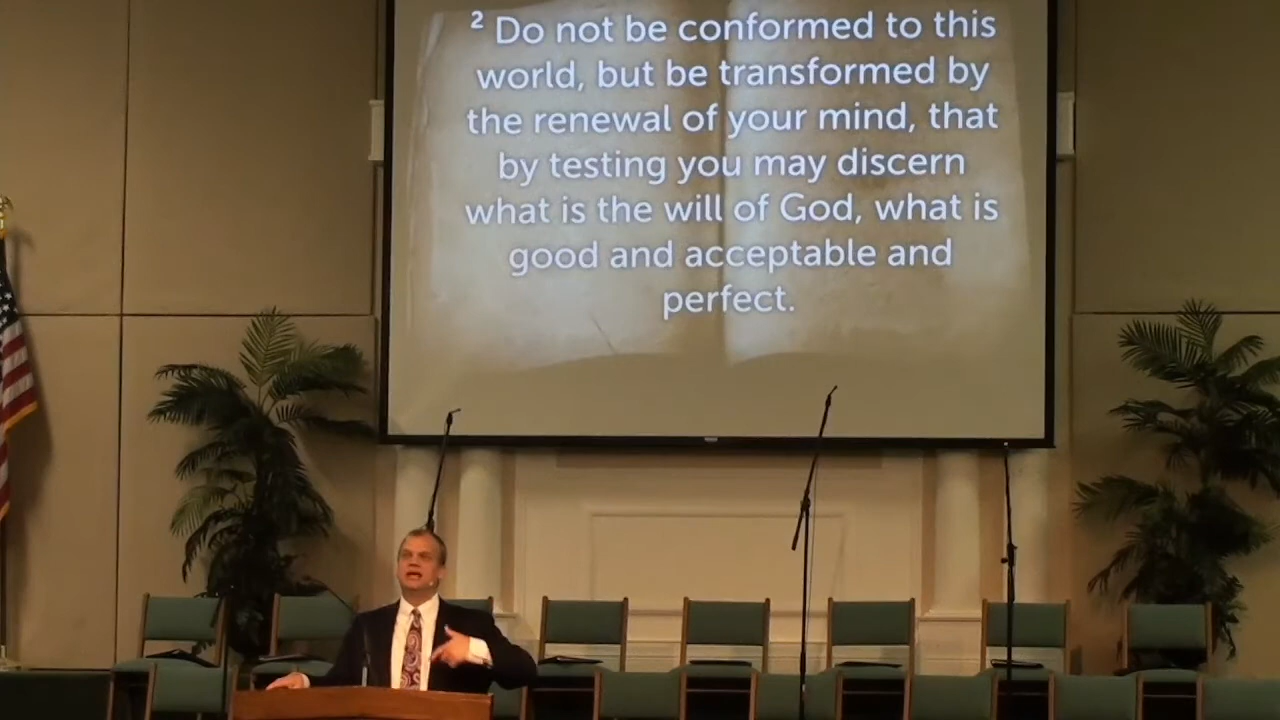 ² Do not be conformed to this
world, but be transformed by
the renewal of your mind, that
by testing you may discern
what is the will of God, what is
good and acceptable and
perfect.